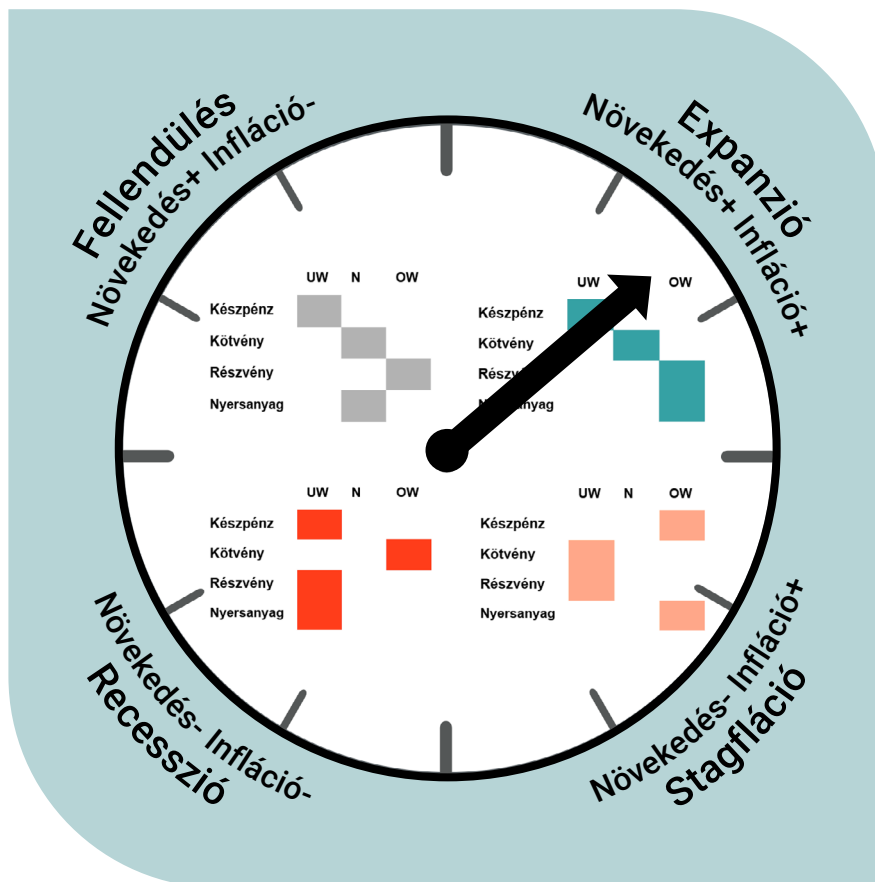 Fellendülés
Növekedés+ Infláció-
Expanzió
Növekedés+ Infláció+
UW N OW
Készpénz
Kötvény
Részvény
Nyersanyag
UW OW
Készpénz
Kötvény
UW N OW
Készpénz
Kötvény
Részvény
Nyersanyag
UW N OW
Készpénz
Kötvény
Részvény
Nyersanyag
Növekedés- Infláció-
Recesszió
Növekedés- Infláció+
Stagfláció